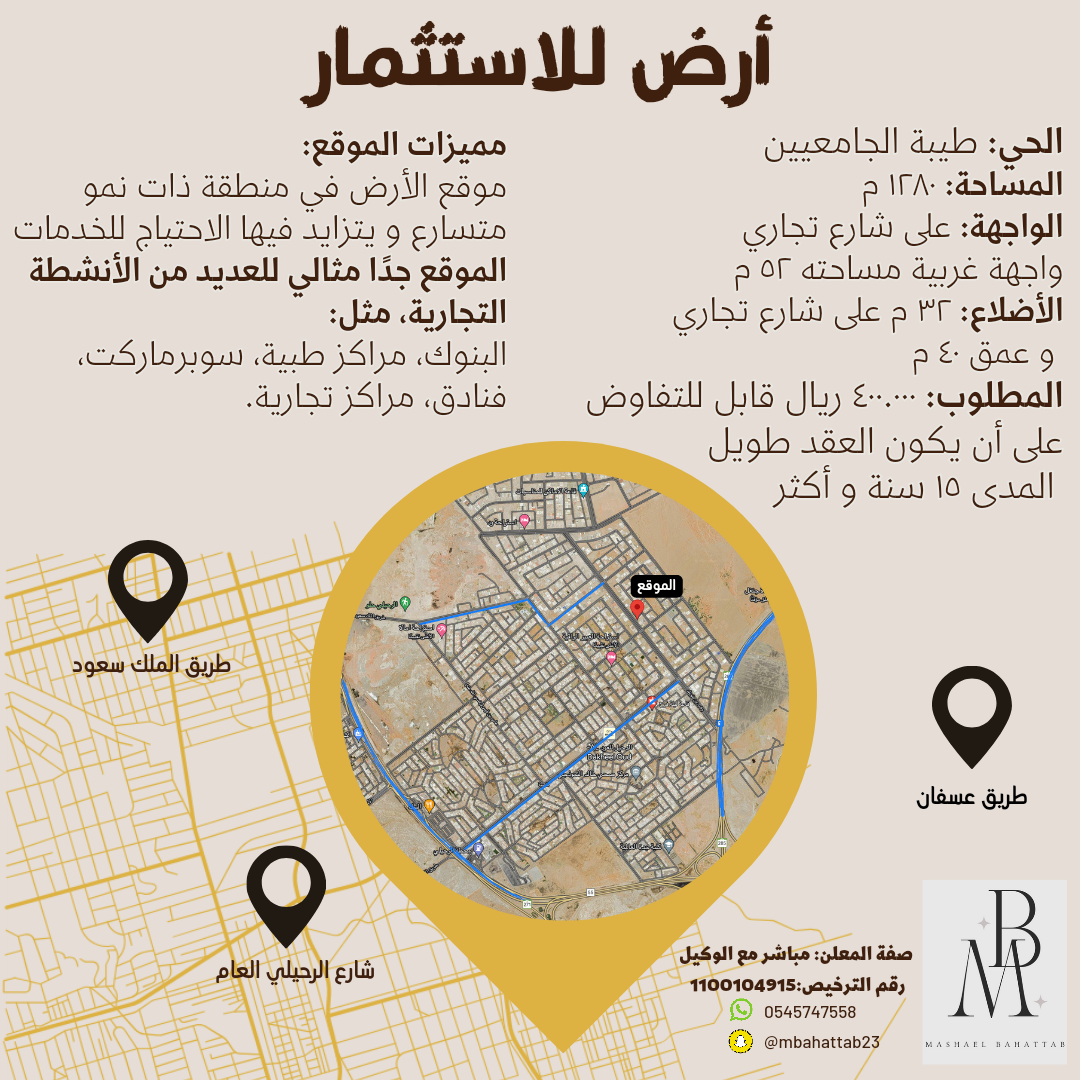 أرض للاستثمار
الحي: طيبة الجامعيين
المساحة: ١٢٨٠ م
الواجهة: على شارع تجاري
واجهة غربية مساحته ٥٢ م
الأضلاع: ٣٢ م على شارع تجاري
و عمق ٤٠ م
المطلوب: ٤٠٠.٠٠٠ ريال قابل للتفاوض
على أن يكون العقد طويل
المدى ١٥ سنة و أكثر
مميزات الموقع:
موقع الأرض في منطقة ذات نمو
متسارع و يتزايد فيها الاحتياج للخدمات
الموقع جدًا مثالي للعديد من الأنشطة
التجارية، مثل:
البنوك، مراكز طبية، سوبرماركت،
فنادق، مراكز تجارية.
الموقع
طريق الملك سعود
طريق عسفان
شارع الرحيلي العام
صفة المعلن: مباشر مع الوكيل
رقم الترخيص:1100104915
0545747558
@mbahattab23
BM
MASHAEL BAHATTAB